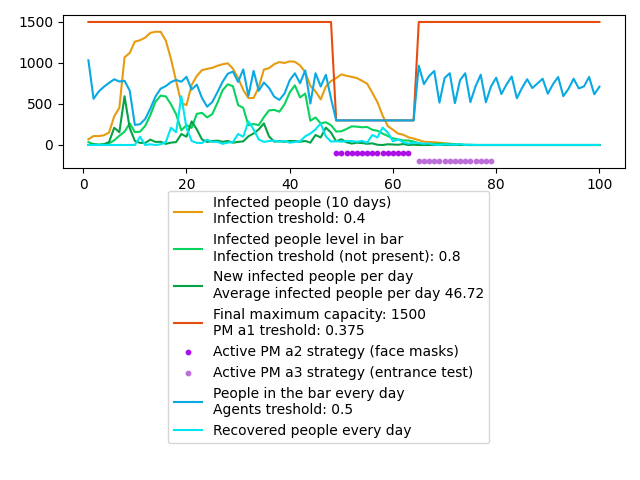 1500
1000
500
0
0
20
40
60
80
100
Infected people (10 days)
Infection treshold: 0.4
Infected people level in bar
Infection treshold (not present): 0.8
New infected people per day
Average infected people per day 46.72
Final maximum capacity: 1500
PM a1 treshold: 0.375
Active PM a2 strategy (face masks)
Active PM a3 strategy (entrance test)
People in the bar every day
Agents treshold: 0.5
Recovered people every day